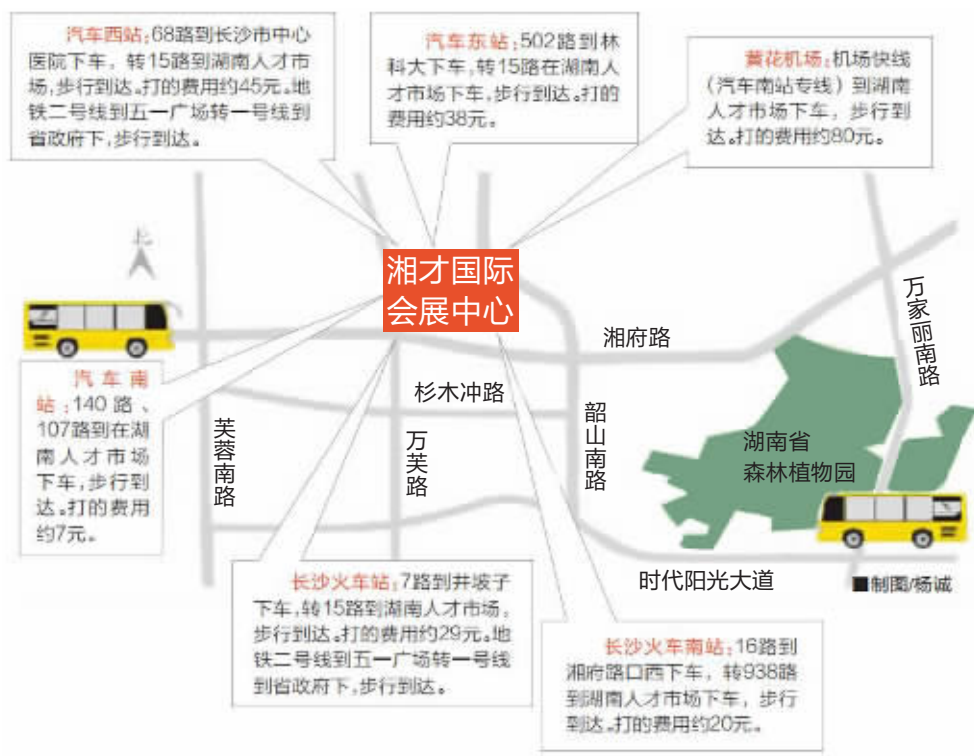 汽车西站:68路到长沙市中心
医院下车，转15路到湖南人才市
场,步行到达。打的费用约45元。地
铁二号线到五一广场转一号线到
省政府下,步行到达。
汽车东站:502路到林
科大下车,转15路在湖南人
才市场下车,步行到达。打的
费用约38元。
黄花机场:机场快线
（汽车南站专线）到湖南
人才市场下车，步行到
达。打的费用约80元。
北
湘才国际
会展中心
万家丽南路
湘府路
汽车南
站:140路、
107路到在湖
南人才市场
下车,步行到
达。打的费用
约7元。
杉木冲路
芙蓉南路
万芙路
韶山南路
湖南省
森林植物园
长沙火车站:7路到井坡子
下车,转15路到湖南人才市场,
步行到达。打的费用约29元。地
铁二号线到五一广场转一号线
到省政府下,步行到达。
时代阳光大道
■制图/杨诚
长沙火车南站:16路到
湘府路口西下车，转938路
到湖南人才市场下车，步行
到达。打的费用约20元。